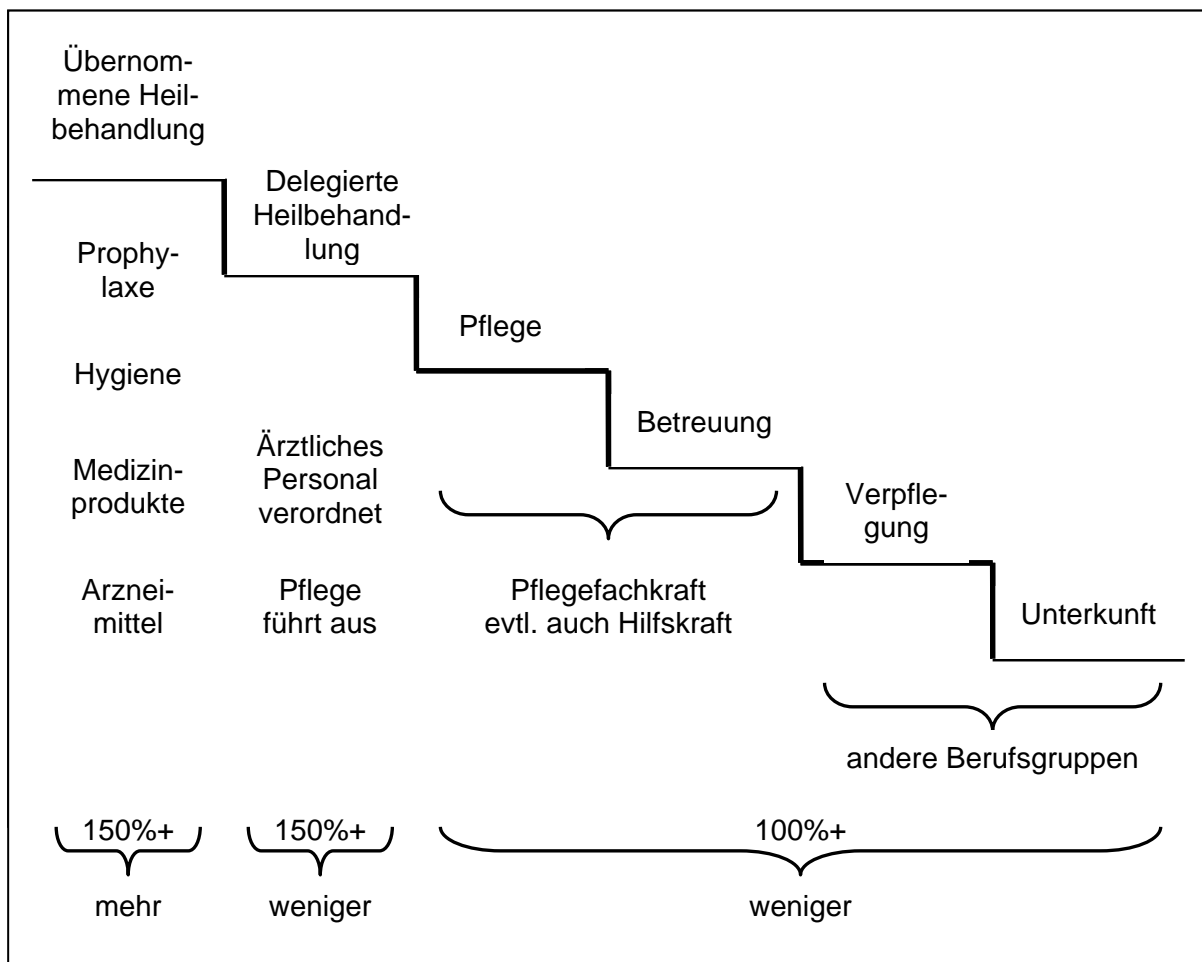 Übernom-
mene Heil-
behandlung
Delegierte
Heilbehand-
lung
Prophy-
laxe
Pflege
Hygiene
Betreuung
Ärztliches
Personal
verordnet
Medizin-
produkte
Verpfle-
gung
Arznei-
mittel
Pflege
führt aus
Pflegefachkraft
evtl. auch Hilfskraft
Unterkunft
andere Berufsgruppen
150%+
150%+
100%+
mehr
weniger
weniger